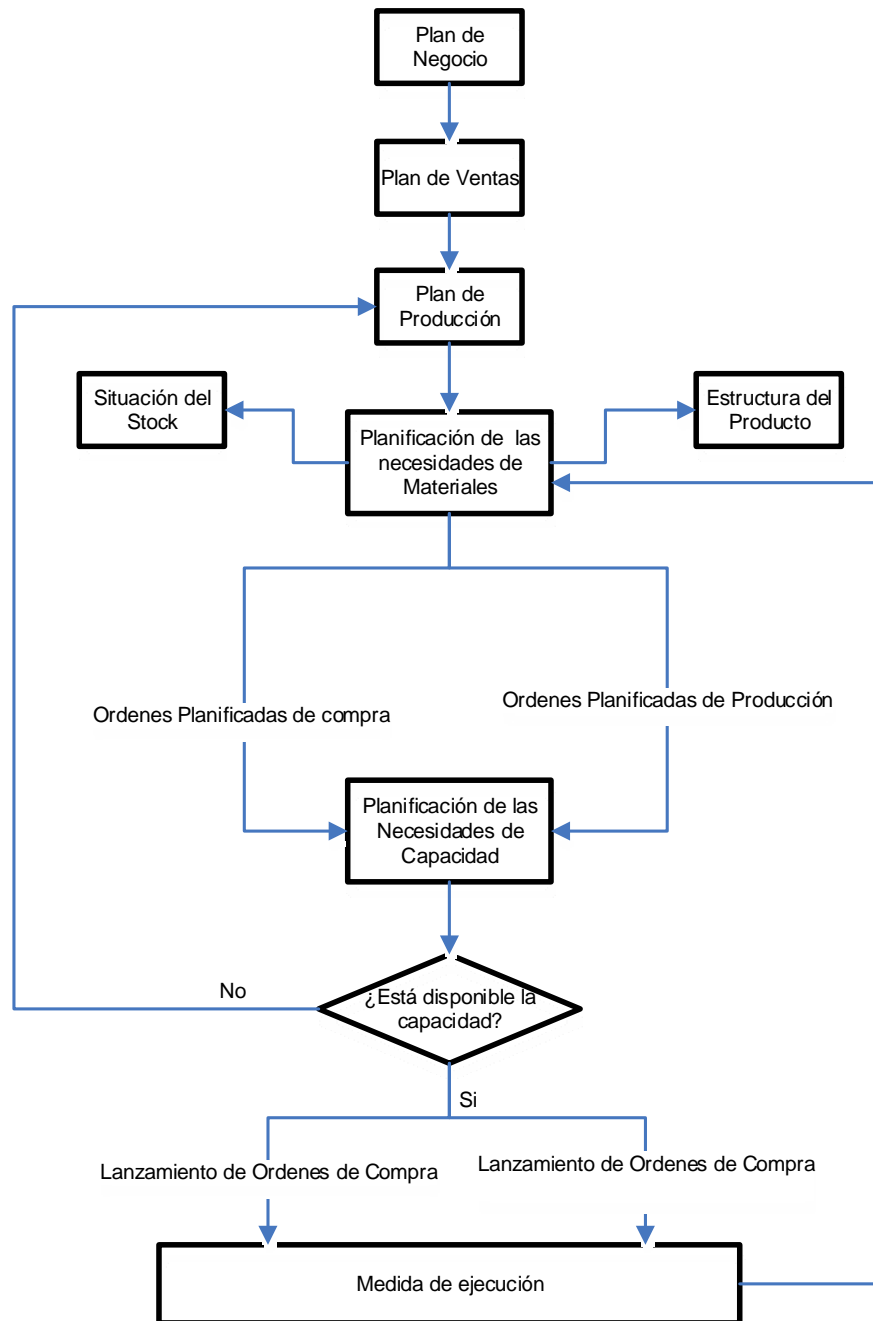 Plan de
Negocio
Plan de Ventas
Plan de
Producción
Situación del
Stock
Estructura del
Producto
Planificación de las
necesidades de
Materiales
Ordenes Planificadas de compra
Ordenes Planificadas de Producción
Planificación de las
Necesidades de
Capacidad
No
¿Está disponible la
capacidad?
Si
Lanzamiento de Ordenes de Compra
Lanzamiento de Ordenes de Compra
Medida de ejecución